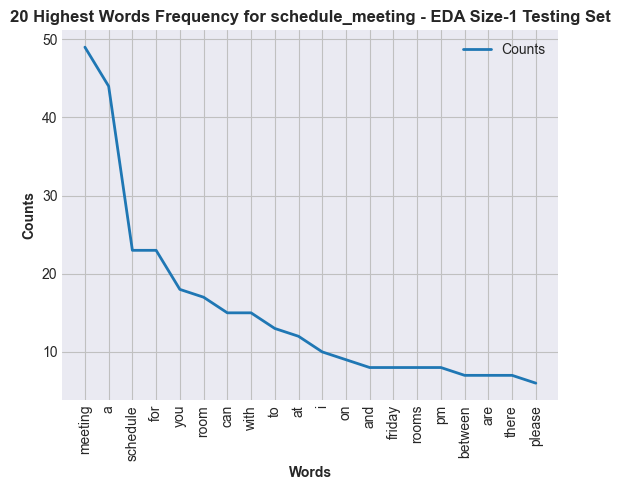 20 Highest Words Frequency for schedule_meeting - EDA Size-1 Testing Set
Counts
50
40
30
20
10
Counts
meeting
a
schedule
for
you
room
can
with
to
at
i
on
and
friday
rooms
pm
between
are
there
please
Words